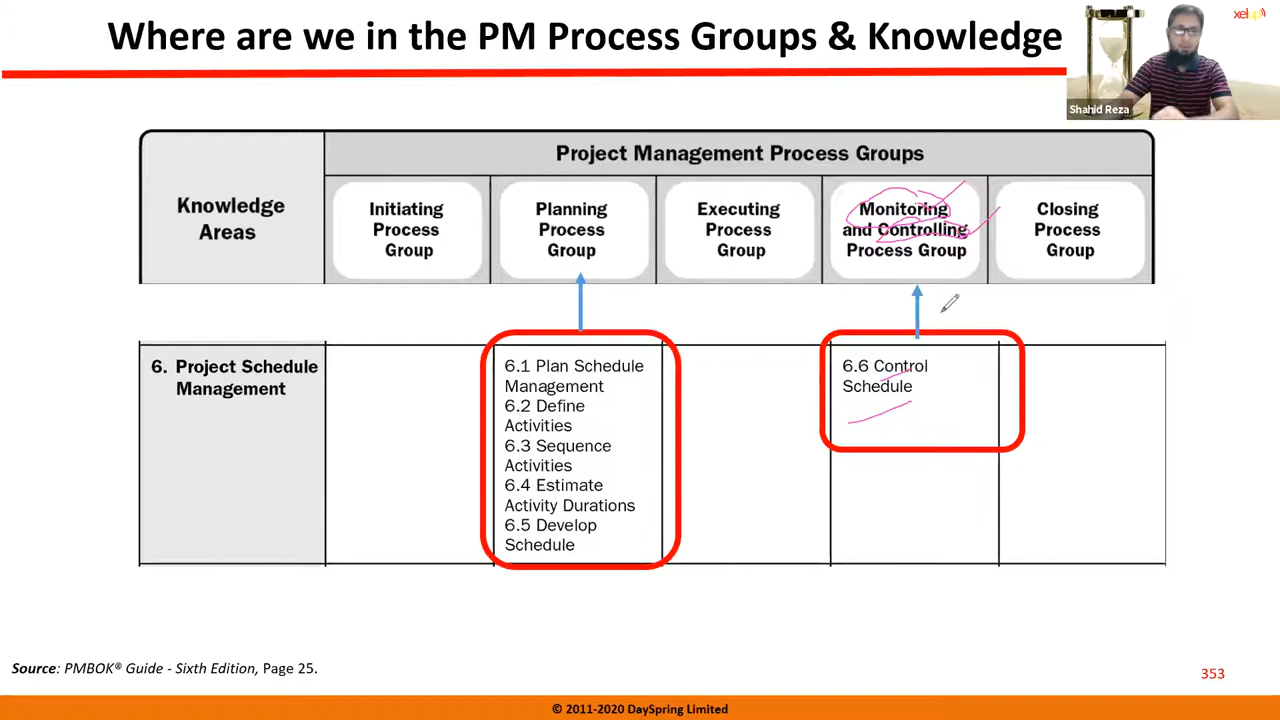 Where are we in the PM Process Groups & Knowledge
xelup
Shahid Reza
Project Management Process Groups
Knowledge
Areas
Initiating
Process
Group
Planning
Process
Group
Executing
Process
Group
Monitoring
and Controlling
Process Group
Closing
Process
Group
6. Project Schedule
Management
6.1 Plan Schedule
Management
6.2 Define
Activities
6.3 Sequence
Activities
6.4 Estimate
Activity Durations
6.5 Develop
Schedule
6.6 Control
Schedule
Source: PMBOK® Guide - Sixth Edition, Page 25.
353
© 2011-2020 DaySpring Limited